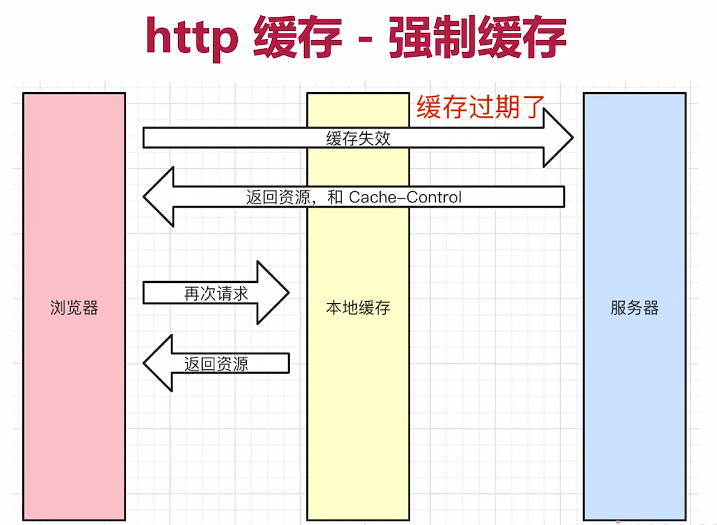 http 缓存 - 强制缓存
缓存过期了
缓存失效
返回资源，和 Cache-Control
再次请求
浏览器
本地缓存
服务器
返回资源